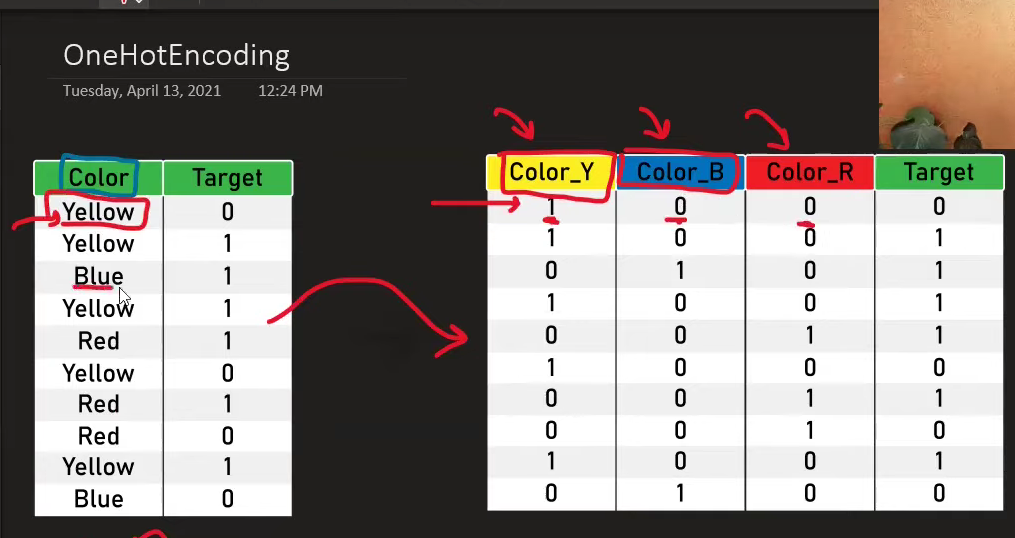 OneHotEncoding
Tuesday, April 13, 2021 12:24 PM
Color Target
Yellow 0
Yellow 1
Blue 1
Yellow 1
Red 1
Yellow 0
Red 1
Red 0
Yellow 1
Blue 0
Color_Y Color_B Color_R Target
1 0 0 0
1 0 0 1
0 1 0 1
1 0 0 1
0 0 1 1
1 0 0 0
0 0 1 1
0 0 1 0
1 0 0 1
0 1 0 0